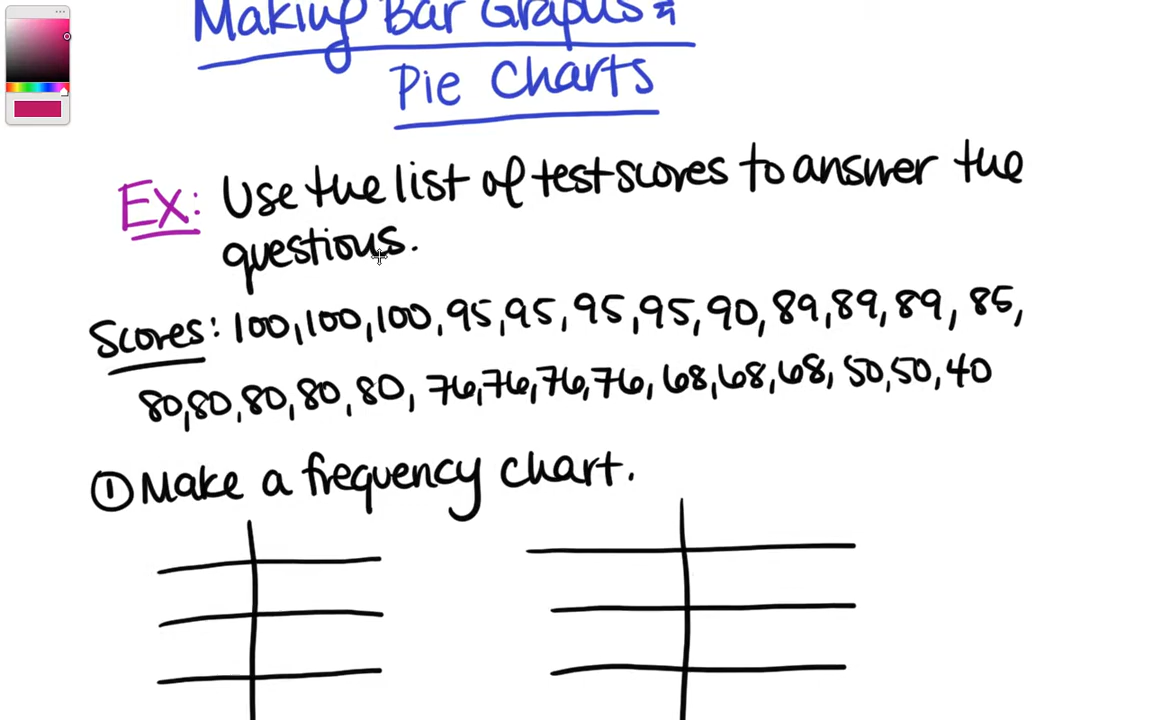 Making Bar Graphs &
Pie Charts
Ex: Use the list of test scores to answer the
questions.
Scores: 100, 100, 100, 95, 95, 95, 95, 90, 89, 89, 89, 85,
80, 80, 80, 80, 80, 76, 76, 76, 76, 68, 68, 68, 50, 50, 40
① Make a frequency chart.